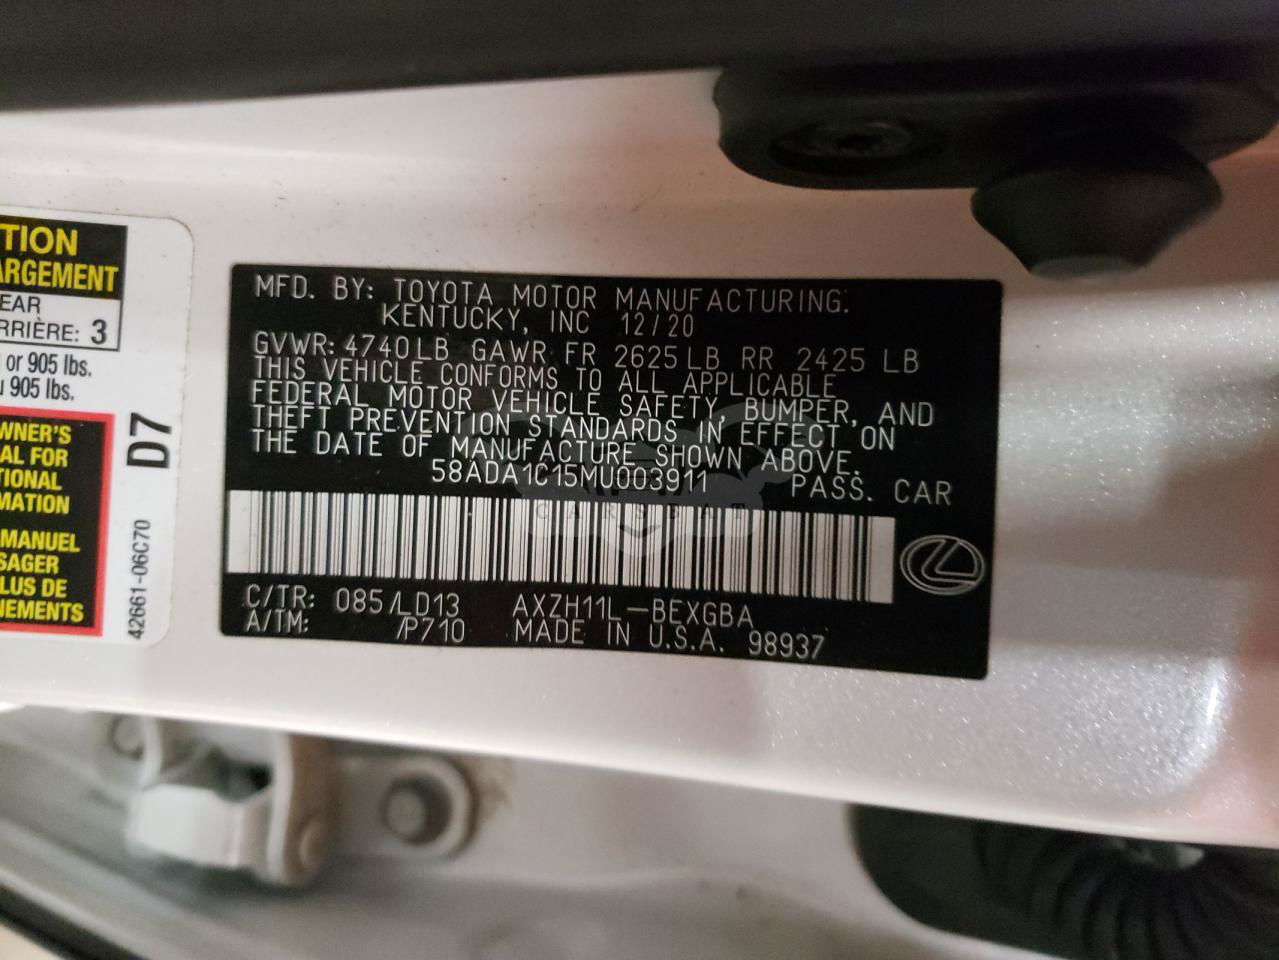 TION
ARGEMENT
EAR
RRIÈRE: 3
or 905 lbs.
905 lbs.
WNER'S
AL FOR
TIONAL
MATION
MANUEL
SAGER
LUS DE
NEMENTS
D7
42661-06C70
MFD. BY: TOYOTA MOTOR MANUFACTURING.
KENTUCKY, INC 12/20
GVWR: 4740LB GAWR FR 2625LB RR 2425 LB
THIS VEHICLE CONFORMS TO ALL APPLICABLE
FEDERAL MOTOR VEHICLE SAFETY, BUMPER, AND
THEFT PREVENTION STANDARDS IN EFFECT ON
THE DATE OF MANUFACTURE SHOWN ABOVE.
58ADA1C15MU003911 PASS. CAR
CARSEAT
C/TR: 085/LD13 AXZH11L-BEXGBA
A/TM: /P710 MADE IN U.S.A. 98937